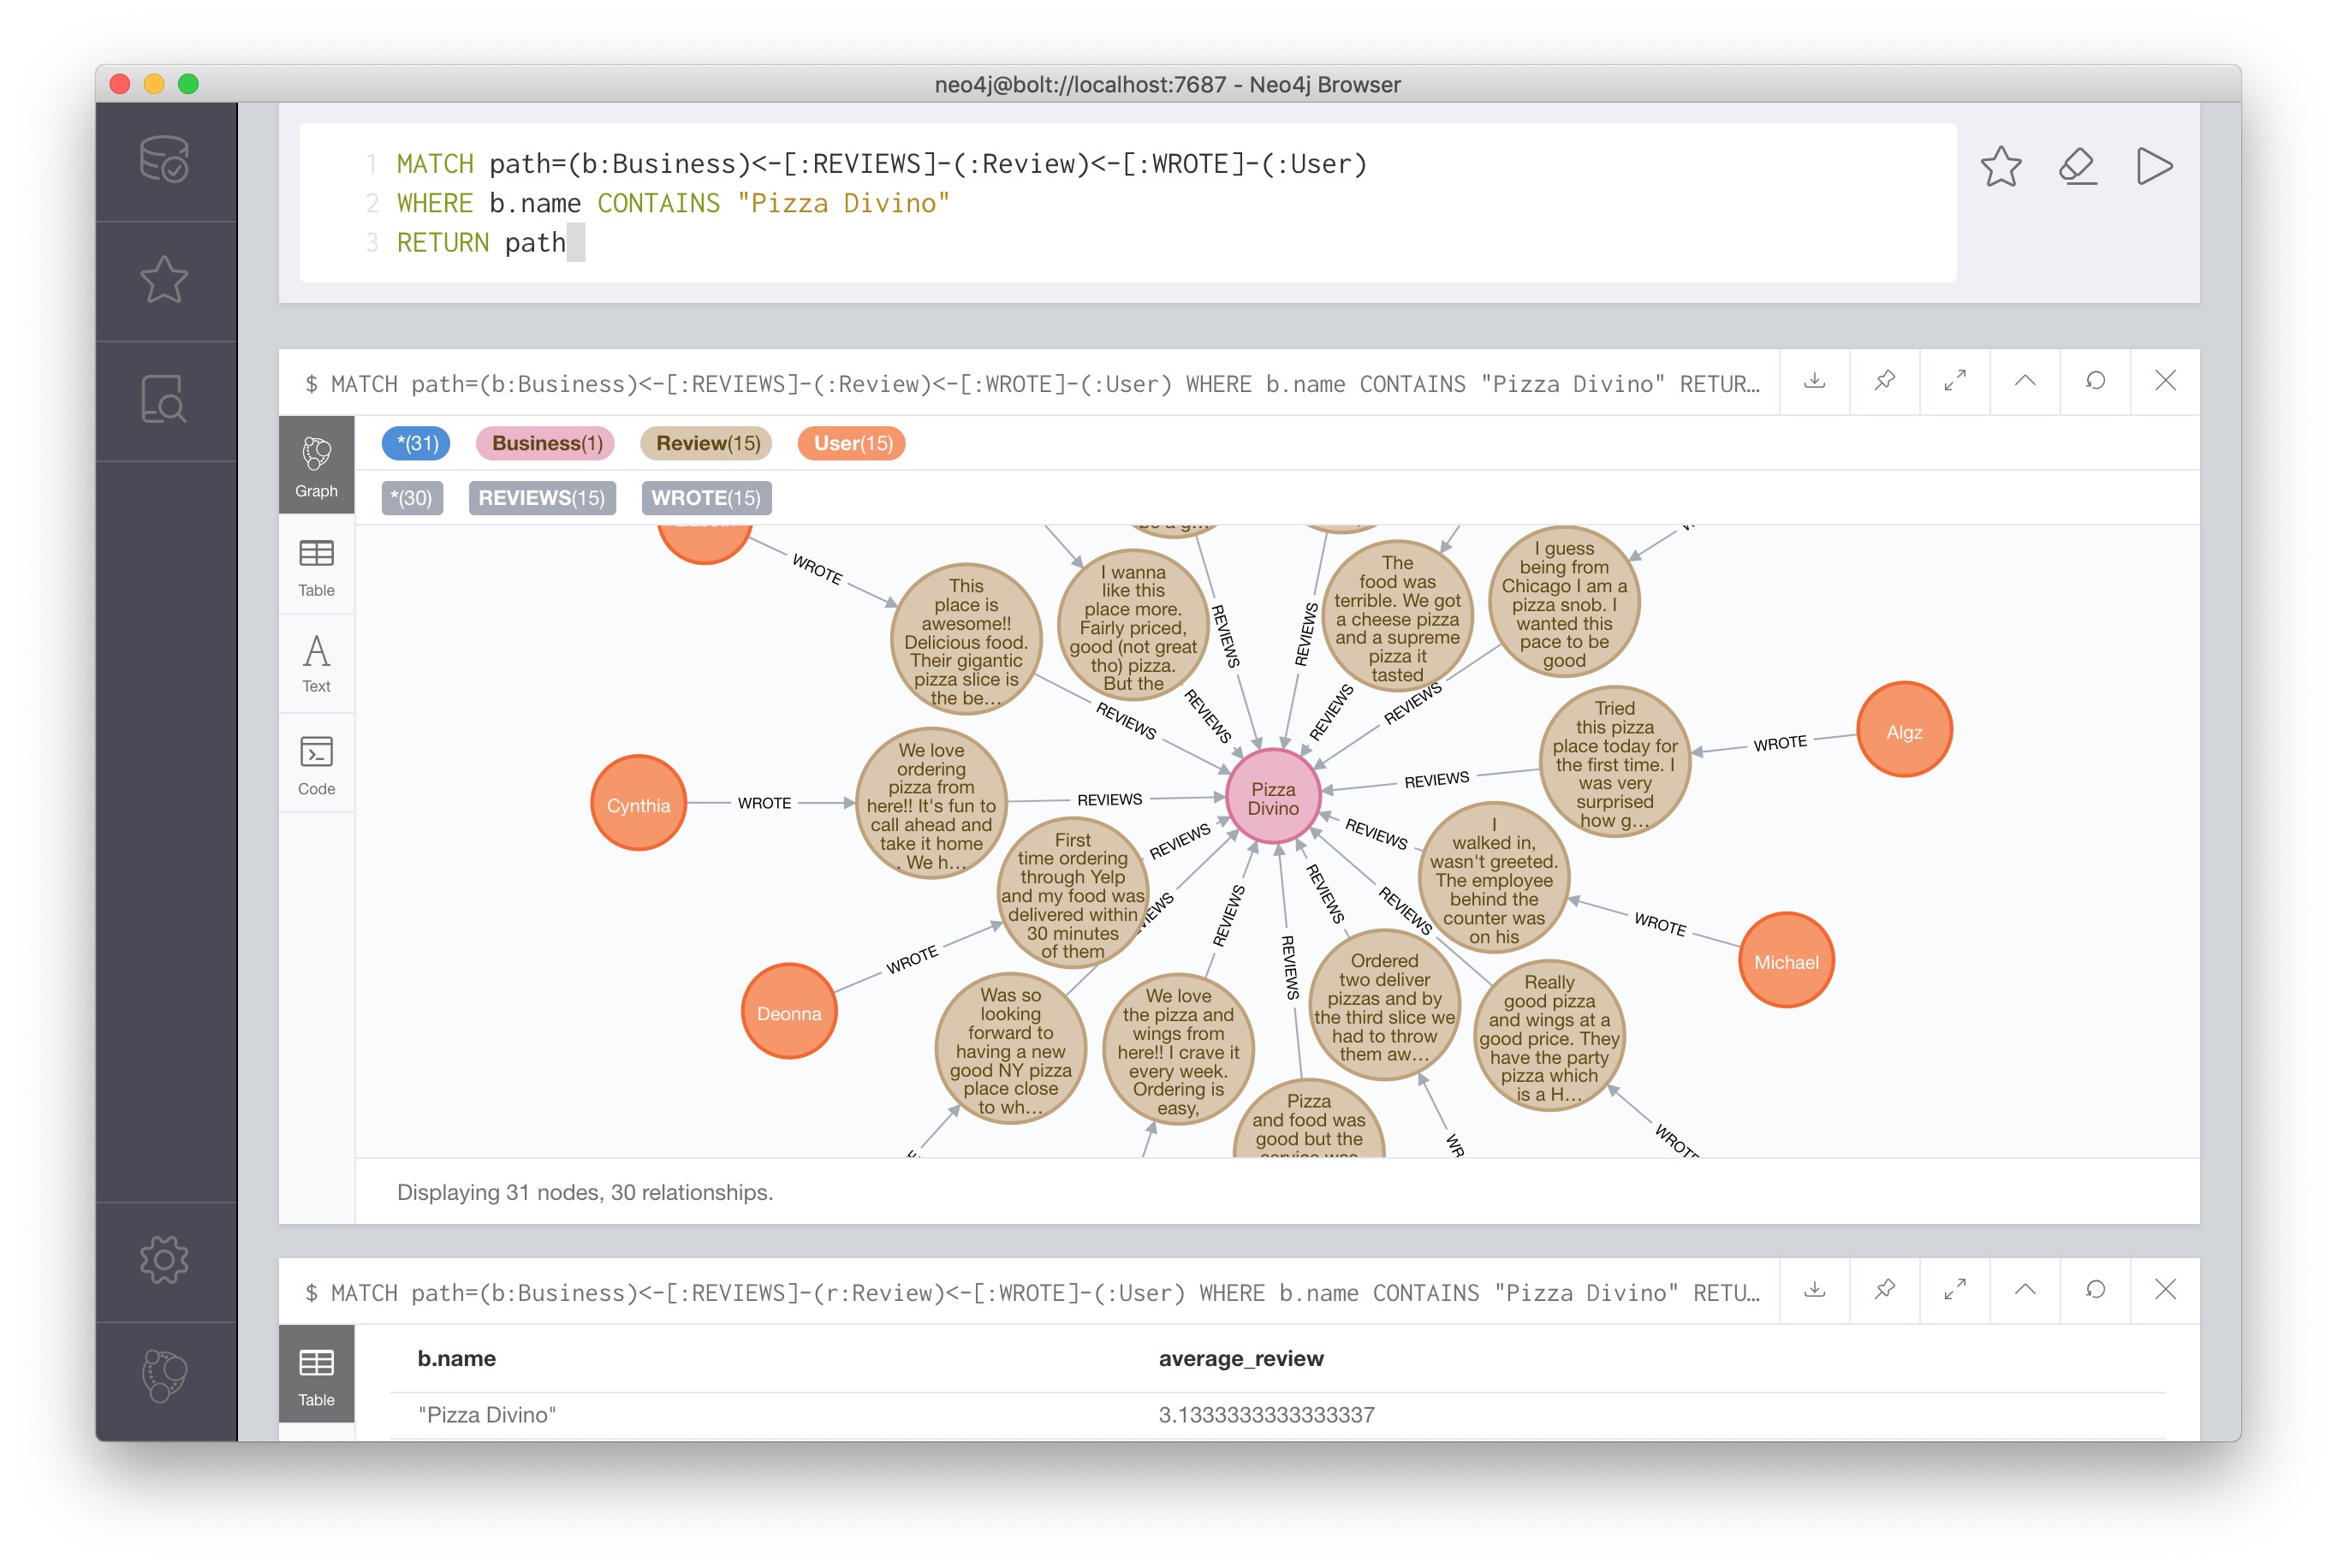 neo4j@bolt://localhost:7687 - Neo4j Browser
1 MATCH path=(b:Business)<-[:REVIEWS]-(:Review)<-[:WROTE]-(:User)
2 WHERE b.name CONTAINS "Pizza Divino"
3 RETURN path
$ MATCH path=(b:Business)<-[:REVIEWS]-(:Review)<-[:WROTE]-(:User) WHERE b.name CONTAINS "Pizza Divino" RETUR…
*(31) Business(1) Review(15) User(15)
*(30) REVIEWS(15) WROTE(15)
Graph
Table
Text
Code
be a g…
WROTE
This
place is
awesome!!
Delicious food.
Their gigantic
pizza slice is
the be…
REVIEWS
I wanna
like this
place more.
Fairly priced,
good (not great
tho) pizza.
But the
REVIEWS
REVIEWS
REVIEWS
The
food was
terrible. We got
a cheese pizza
and a supreme
pizza it
tasted
REVIEWS
I guess
being from
Chicago I am a
pizza snob. I
wanted this
pace to be
good
REVIEWS
Tried
this pizza
place today for
the first time. I
was very
surprised
how g…
REVIEWS
WROTE
Algz
Cynthia
WROTE
We love
ordering
pizza from
here!! It's fun to
call ahead and
take it home
. We h…
REVIEWS
Pizza
Divino
I
walked in,
wasn't greeted.
The employee
behind the
counter was
on his
REVIEWS
WROTE
Michael
First
time ordering
through Yelp
and my food was
delivered within
30 minutes
of them
REVIEWS
WROTE
Deonna
Was so
looking
forward to
having a new
good NY pizza
place close
to wh…
We love
the pizza and
wings from
here!! I crave it
every week.
Ordering is
easy,
REVIEWS
REVIEWS
Pizza
and food was
good but the
service was
REVIEWS
Ordered
two deliver
pizzas and by
the third slice we
had to throw
them aw…
REVIEWS
Really
good pizza
and wings at a
good price. They
have the party
pizza which
is a H…
WROTE
Displaying 31 nodes, 30 relationships.
$ MATCH path=(b:Business)<-[:REVIEWS]-(r:Review)<-[:WROTE]-(:User) WHERE b.name CONTAINS "Pizza Divino" RETU…
Table
b.name average_review
"Pizza Divino" 3.1333333333333337